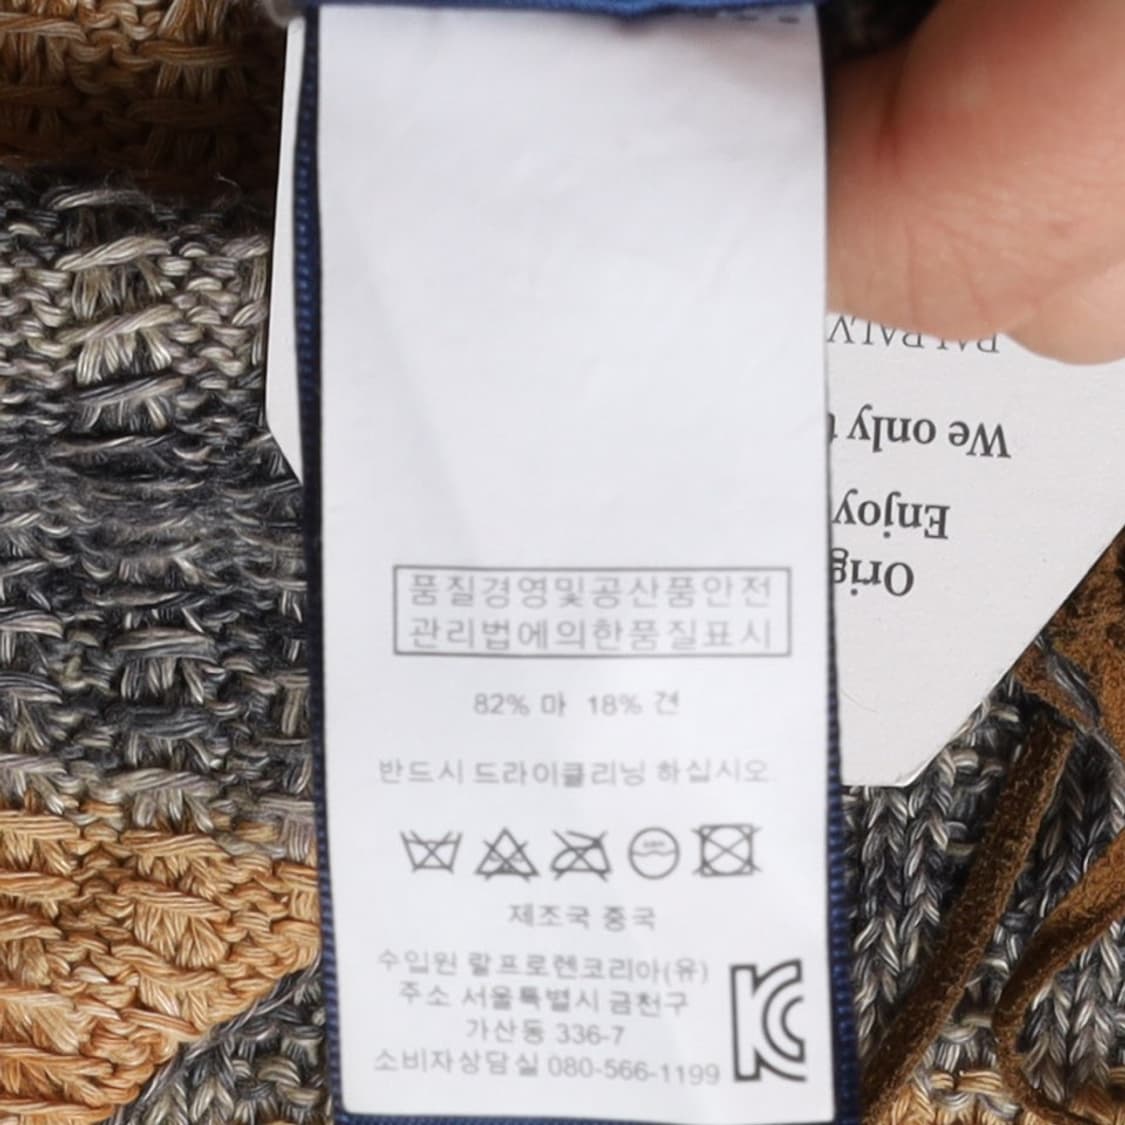 품질경영및공산품안전
관리법에의한품질표시
82% 마 18% 견
반드시 드라이클리닝 하십시오.
제조국 중국
수입원 랄프로렌코리아(유)
주소 서울특별시 금천구
가산동 336-7
소비자상담실 080-566-1199
KC
We only
Enjoy
Orig